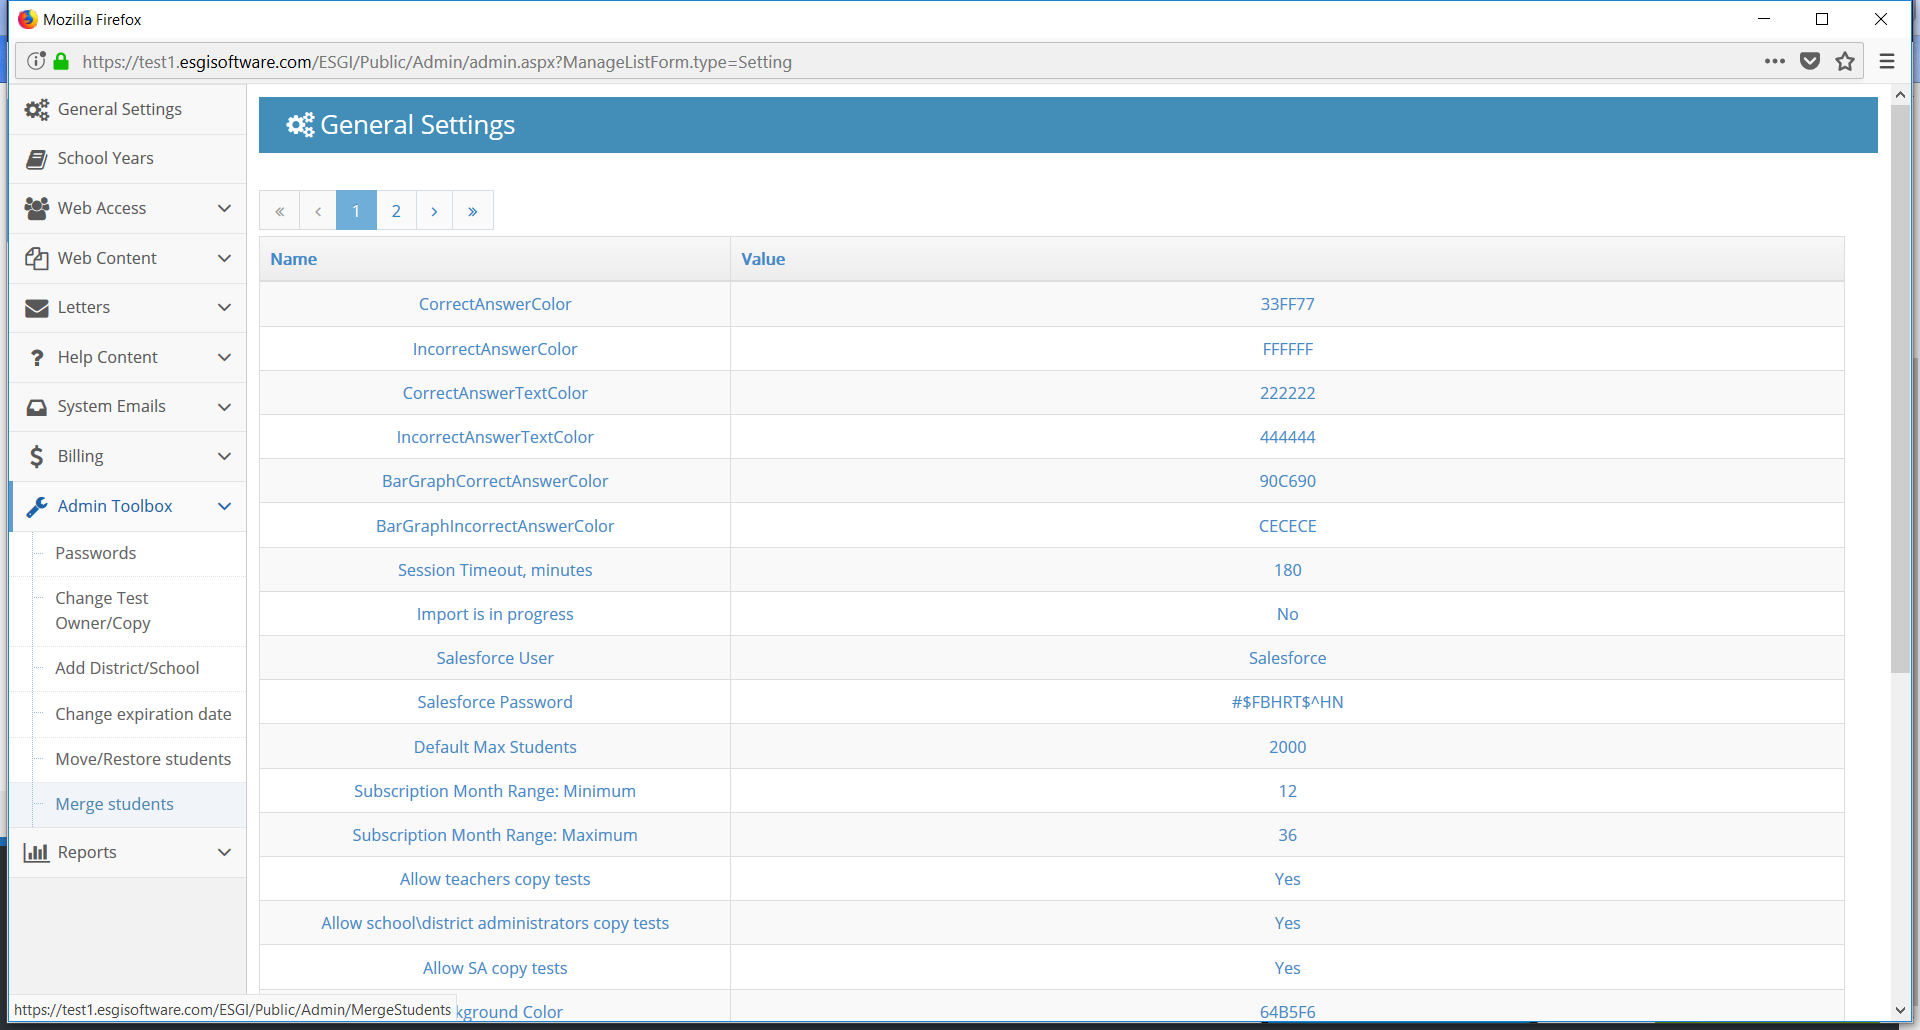 Mozilla Firefox
https://test1.esgisoftware.com/ESGI/Public/Admin/admin.aspx?ManageListForm.type=Setting
General Settings
School Years
Web Access
Web Content
Letters
Help Content
System Emails
Billing
Admin Toolbox
Passwords
Change Test
Owner/Copy
Add District/School
Change expiration date
Move/Restore students
Merge students
Reports
General Settings
« ‹ 1 2 › »
Name Value
CorrectAnswerColor 33FF77
IncorrectAnswerColor FFFFFF
CorrectAnswerTextColor 222222
IncorrectAnswerTextColor 444444
BarGraphCorrectAnswerColor 90C690
BarGraphIncorrectAnswerColor CECECE
Session Timeout, minutes 180
Import is in progress No
Salesforce User Salesforce
Salesforce Password #$FBHRT$^HN
Default Max Students 2000
Subscription Month Range: Minimum 12
Subscription Month Range: Maximum 36
Allow teachers copy tests Yes
Allow school\district administrators copy tests Yes
Allow SA copy tests Yes
kground Color 64B5F6
https://test1.esgisoftware.com/ESGI/Public/Admin/MergeStudents